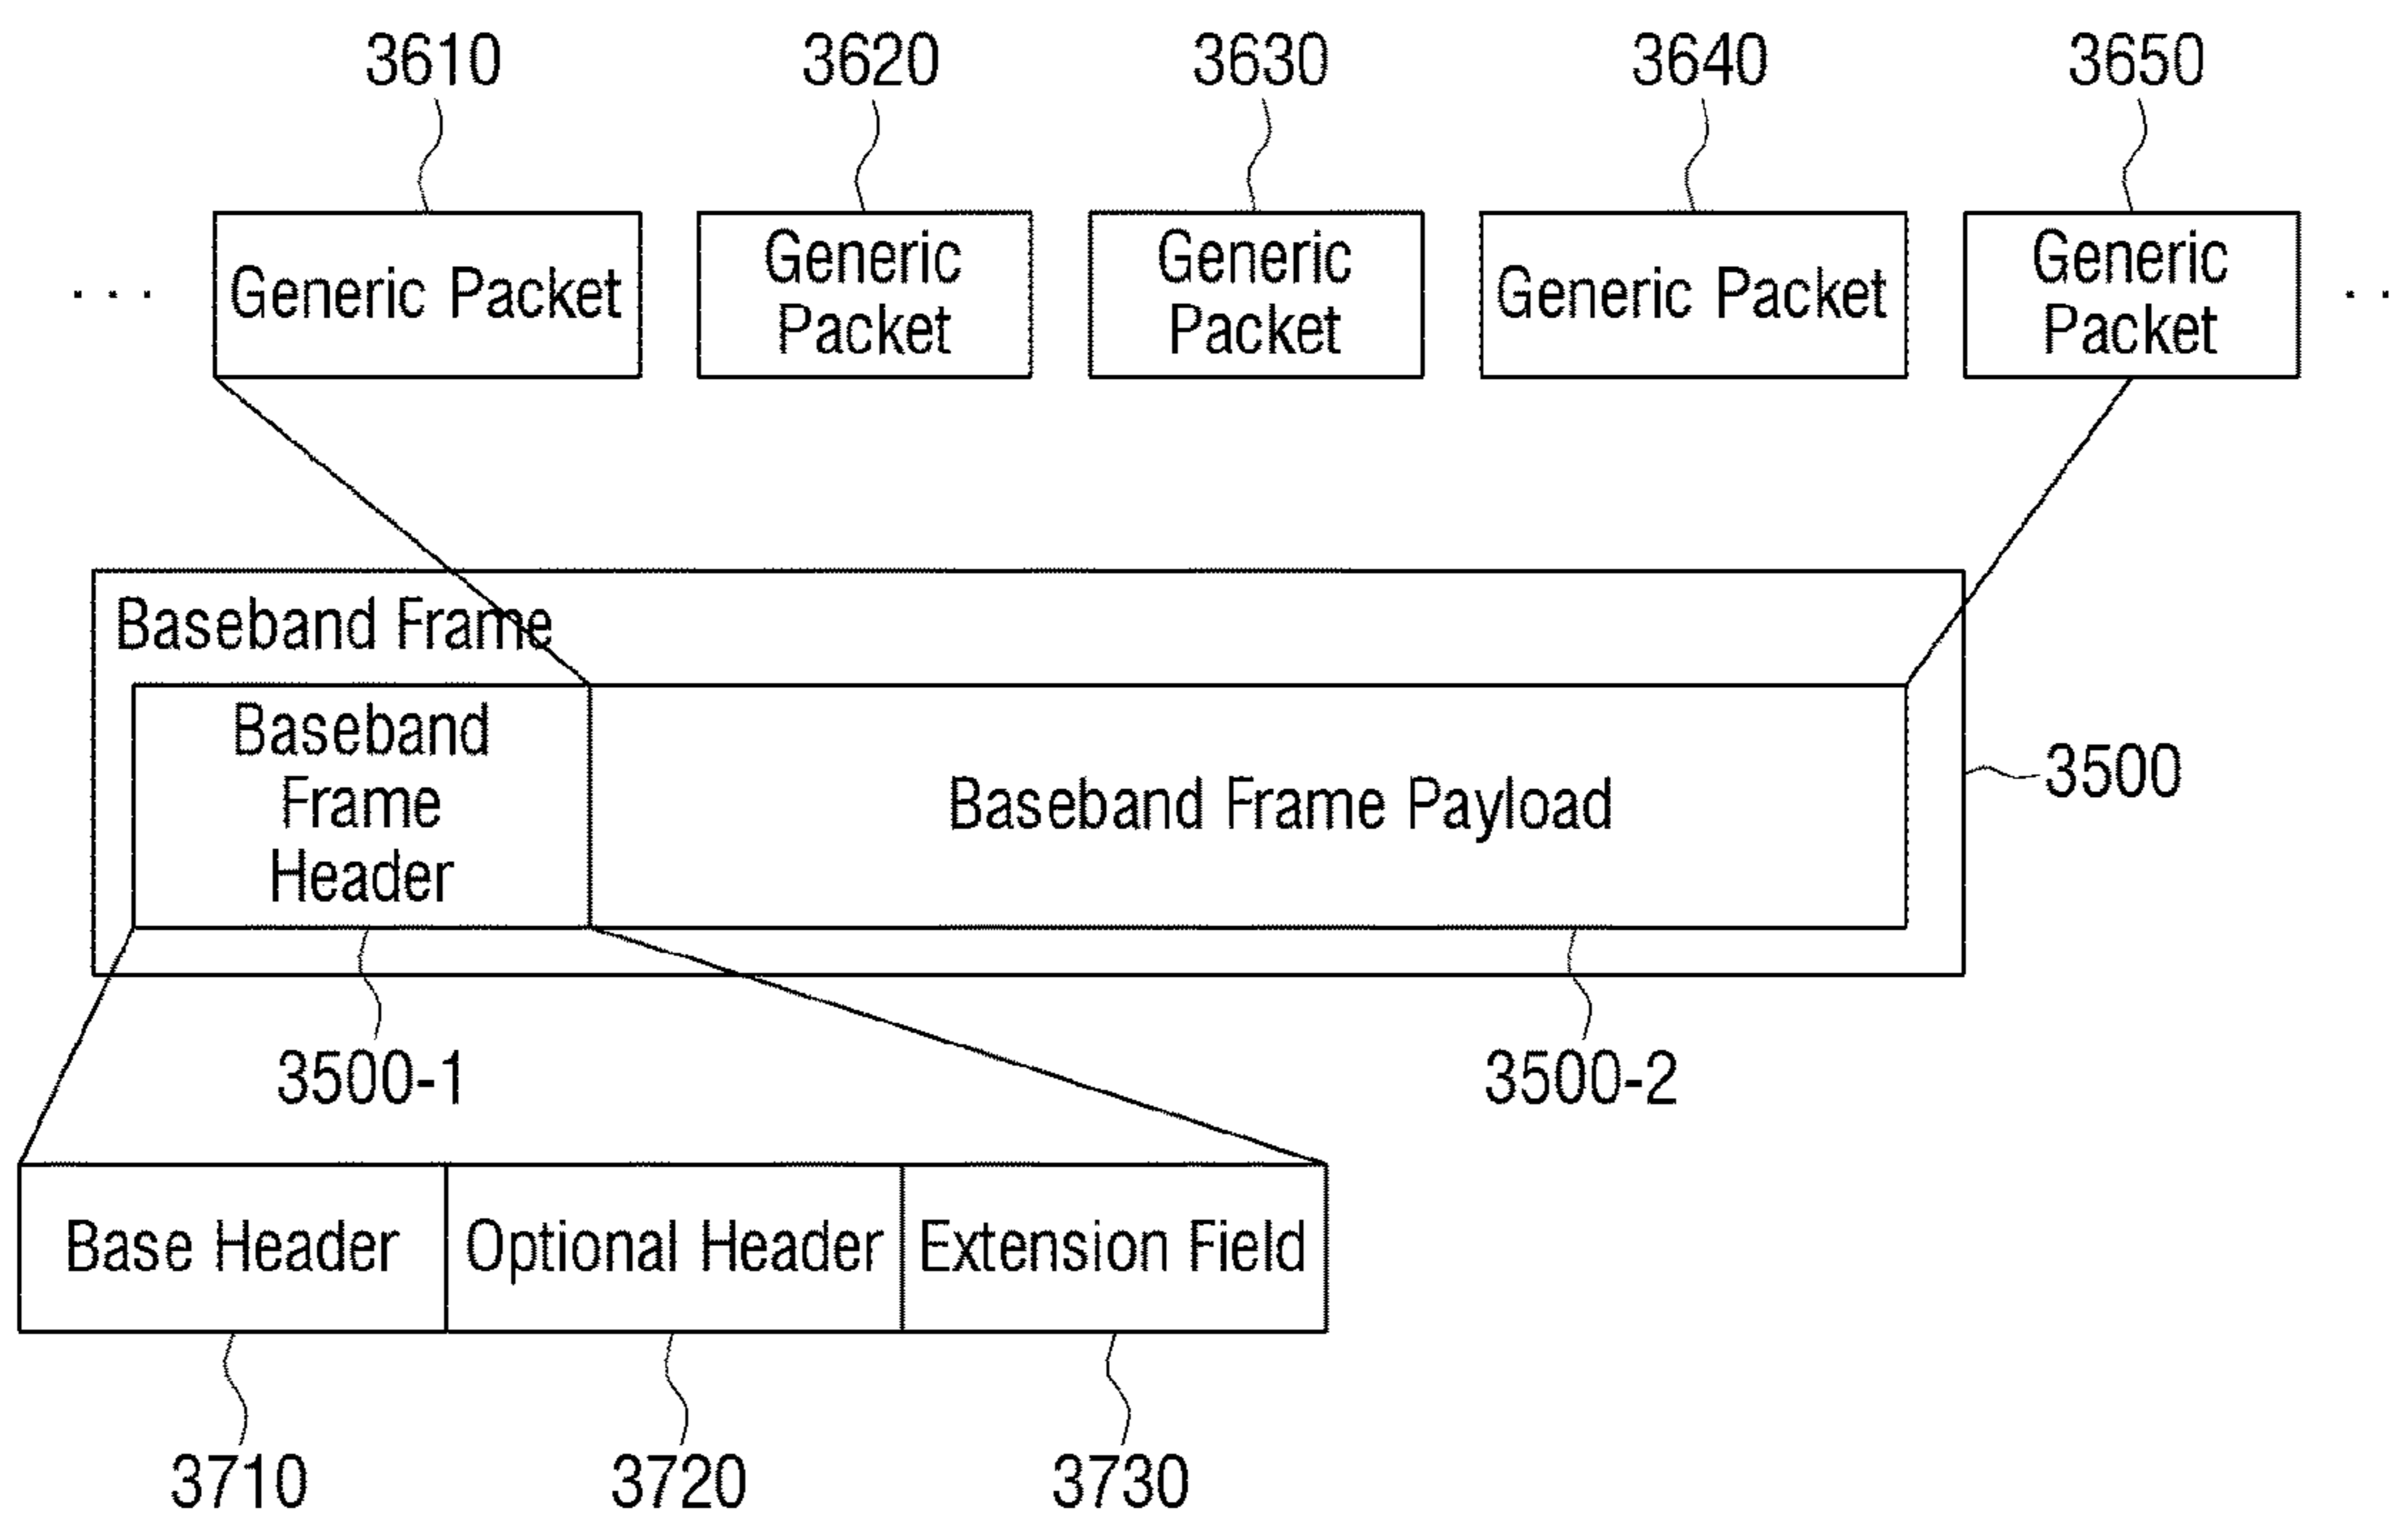 3610
3620
3630
3640
3650
. . .
Generic Packet
Generic
Packet
Generic
Packet
Generic Packet
Generic
Packet
. .
Baseband Frame
Baseband
Frame
Header
Baseband Frame Payload
3500
3500-1
3500-2
Base Header
Optional Header
Extension Field
3710
3720
3730